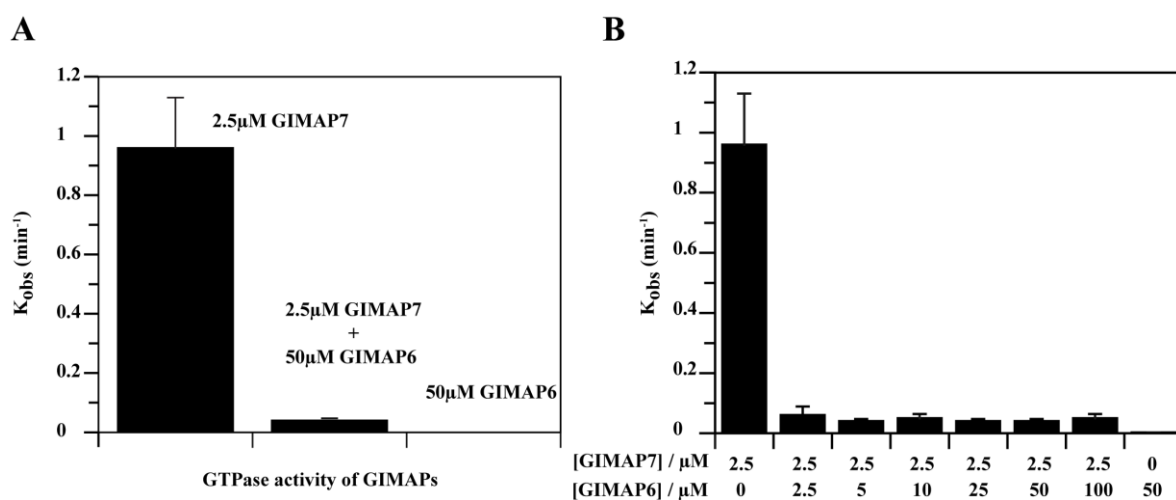 A
B
1.2
1
0.8
0.6
0.4
0.2
0
Kobs (min-1)
2.5µM GIMAP7
2.5µM GIMAP7
+
50µM GIMAP6
50µM GIMAP6
GTPase activity of GIMAPs
1.2
1
0.8
0.6
0.4
0.2
0
Kobs (min-1)
[GIMAP7] / µM 2.5 2.5 2.5 2.5 2.5 2.5 2.5 0
[GIMAP6] / µM 0 2.5 5 10 25 50 100 50